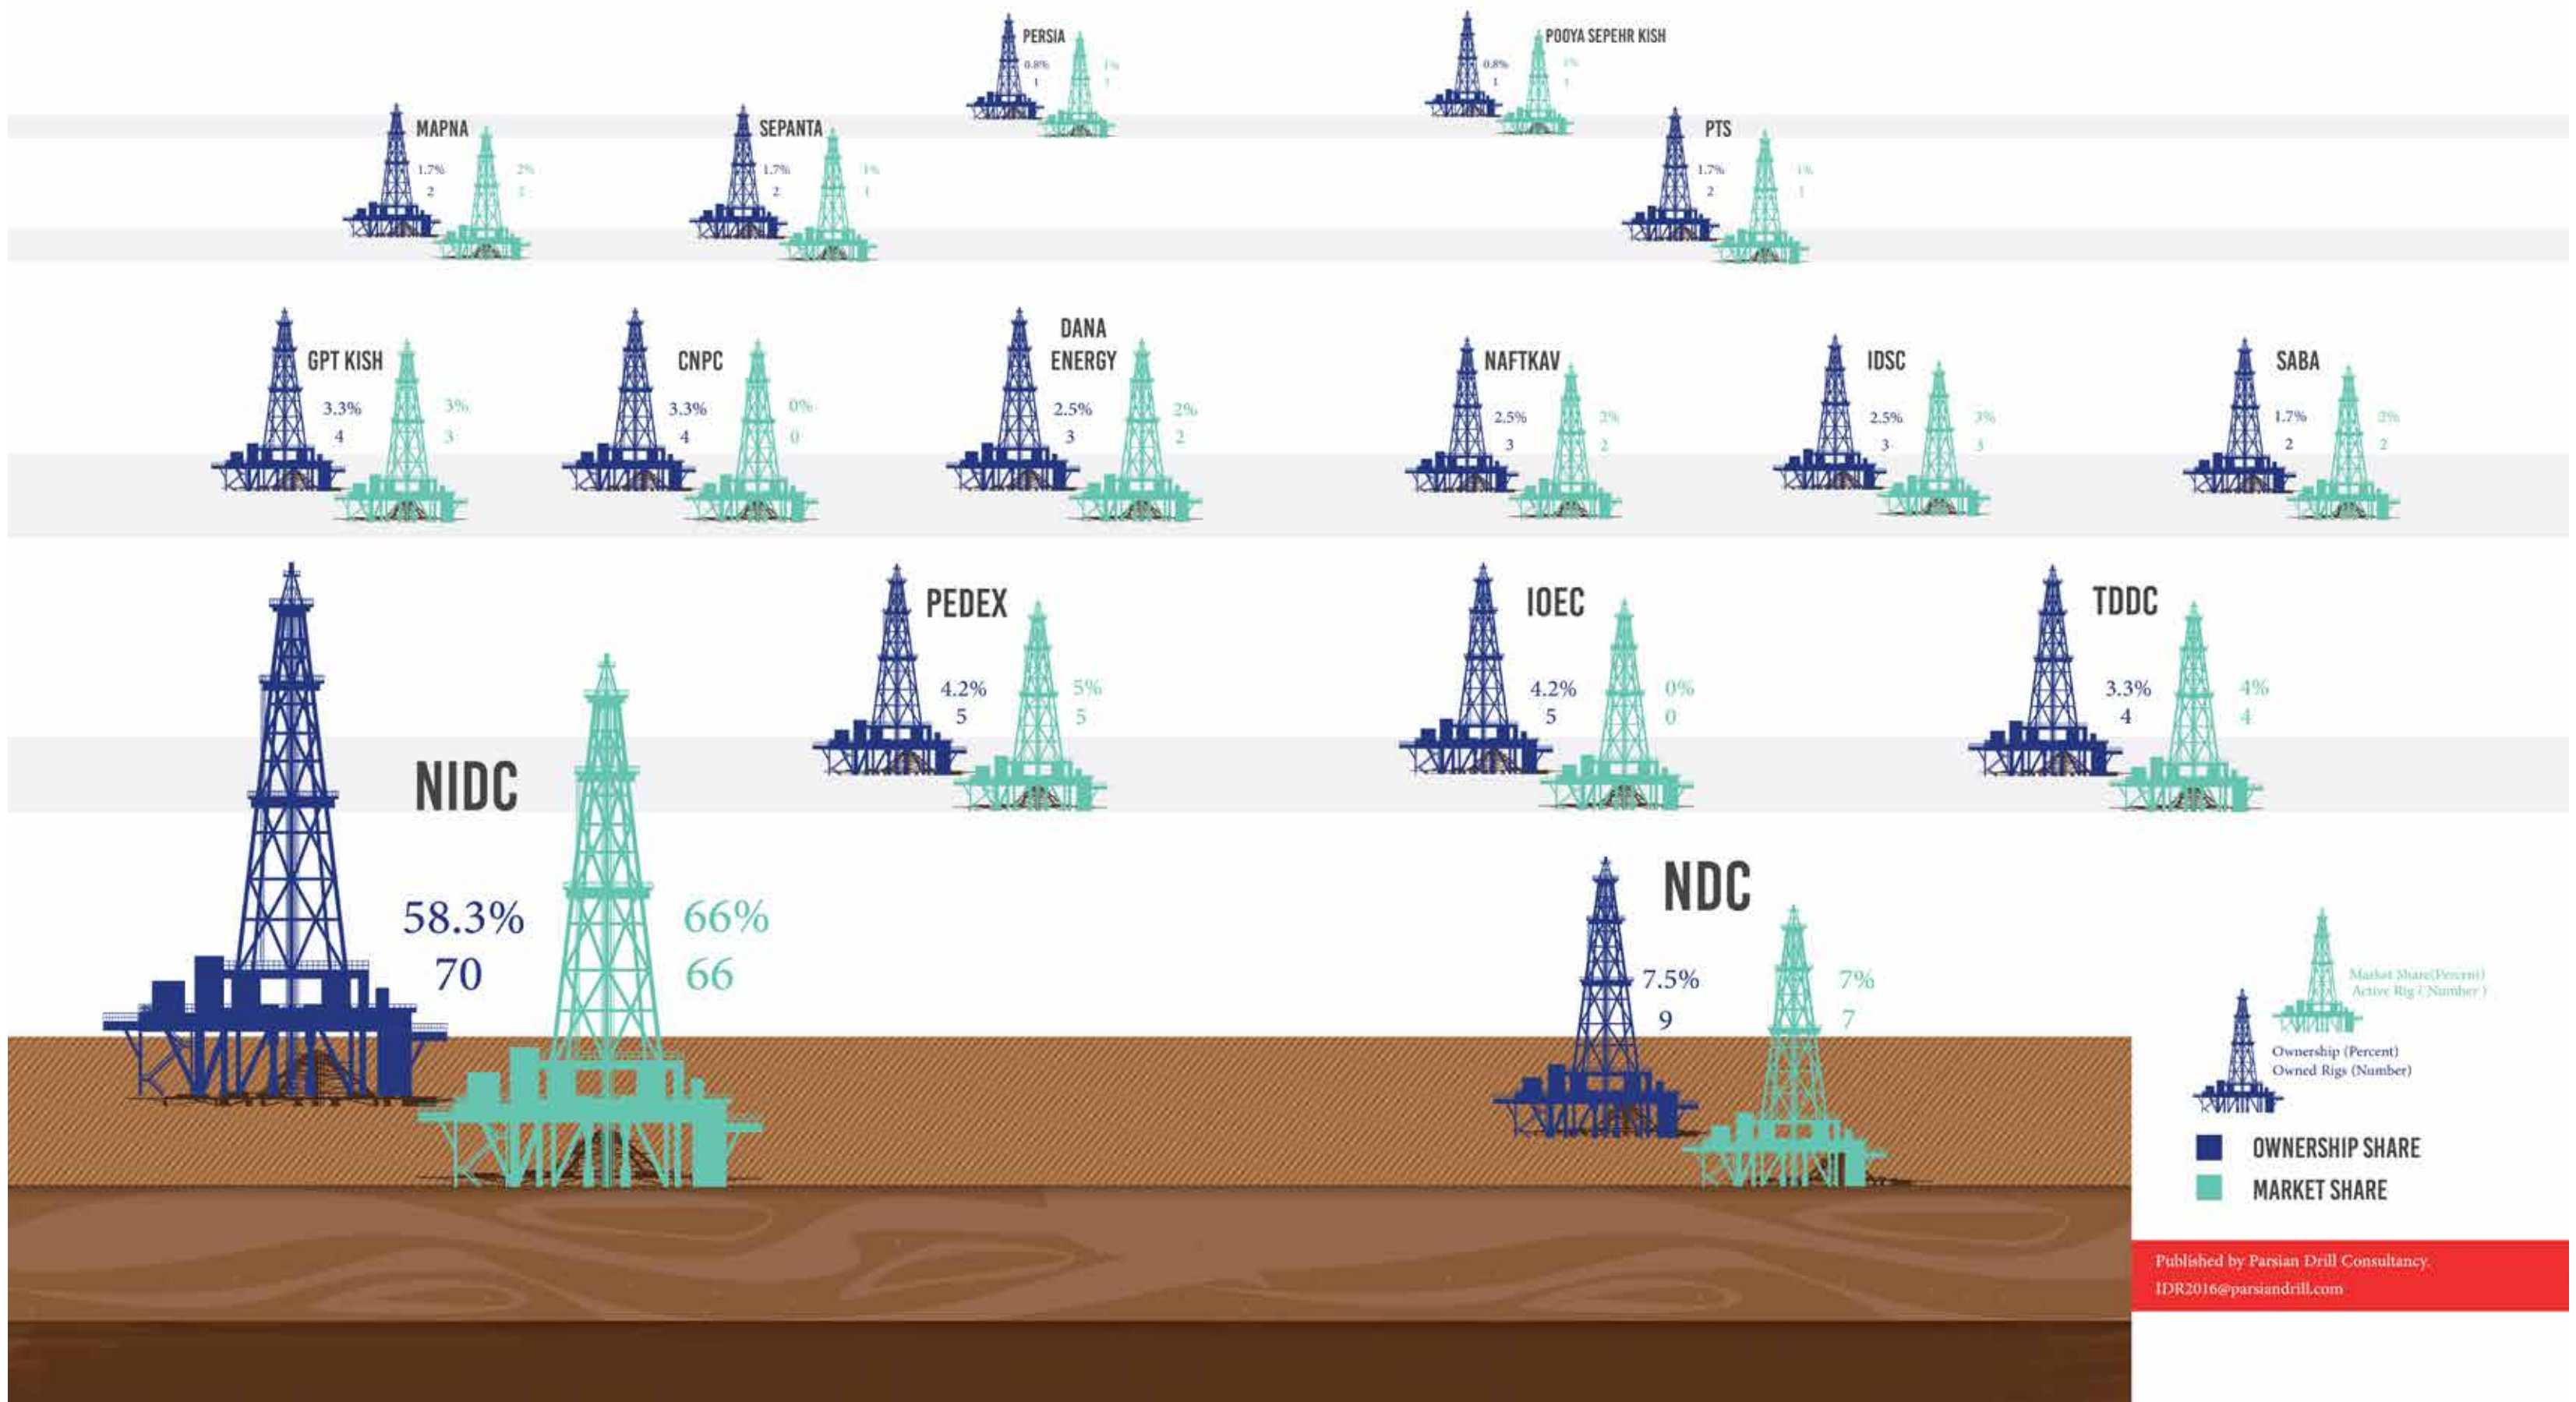 PERSIA
0.8%
1%
1
1
POOYA SEPEHR KISH
0.8%
1%
1
1
MAPNA
1.7%
2%
2
2
SEPANTA
1.7%
1%
2
1
PTS
1.7%
1%
2
1
GPT KISH
3.3%
3%
4
3
CNPC
3.3%
0%
4
0
DANA
ENERGY
2.5%
2%
3
2
NAFTKAV
2.5%
2%
3
2
IDSC
2.5%
3%
3
3
SABA
1.7%
2%
2
2
NIDC
58.3%
66%
70
66
PEDEX
4.2%
5%
5
5
IOEC
4.2%
0%
5
0
TDDC
3.3%
4%
4
4
NDC
7.5%
7%
9
7
Market Share(Percent)
Active Rig ( Number )
Ownership (Percent)
Owned Rigs (Number)
OWNERSHIP SHARE
MARKET SHARE
Published by Parsian Drill Consultancy.
IDR2016@parsiandrill.com